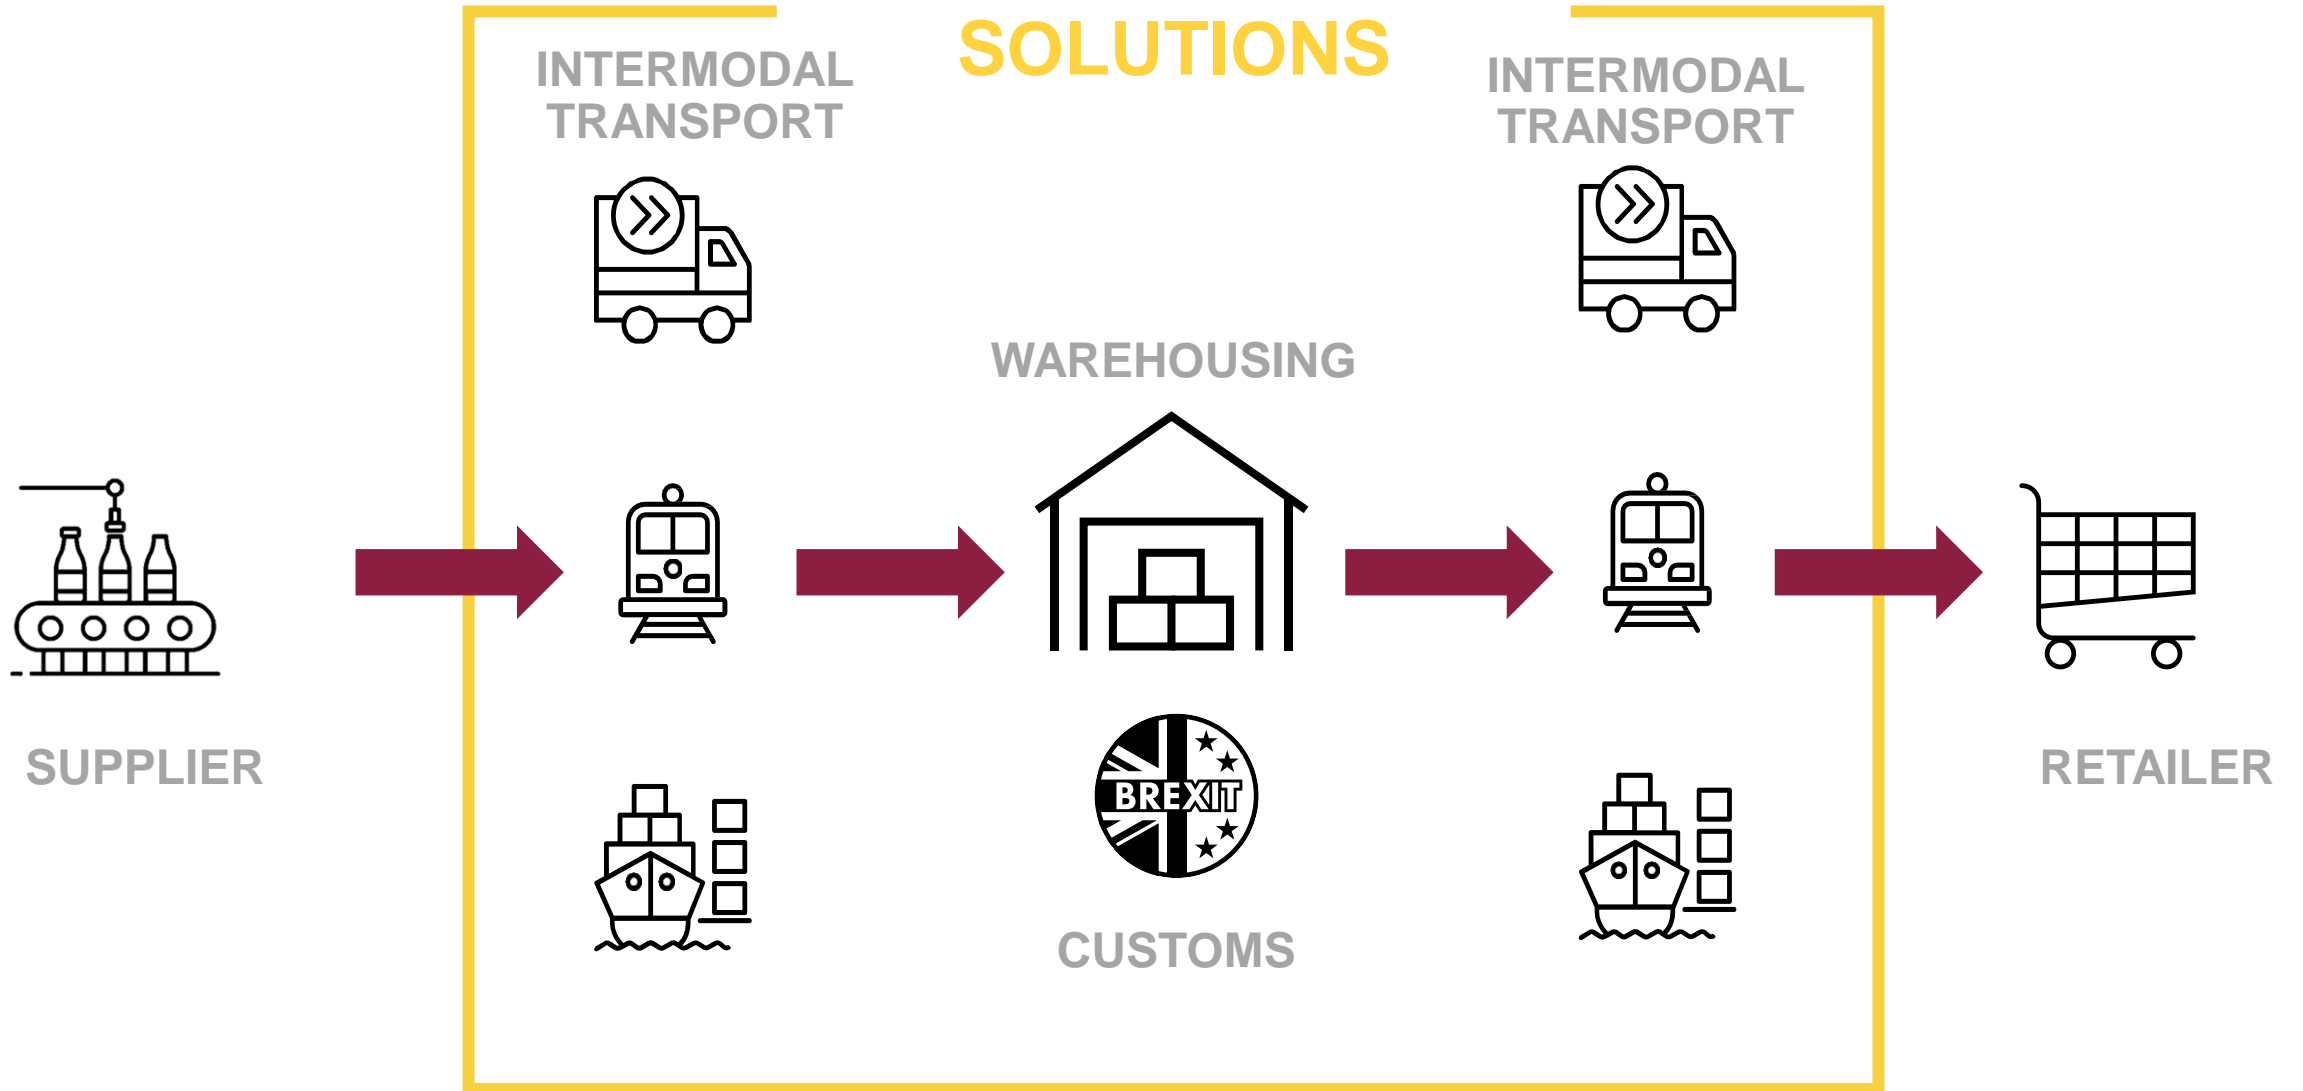 SOLUTIONS
INTERMODAL
TRANSPORT
INTERMODAL
TRANSPORT
WAREHOUSING
SUPPLIER
BREXIT
RETAILER
CUSTOMS